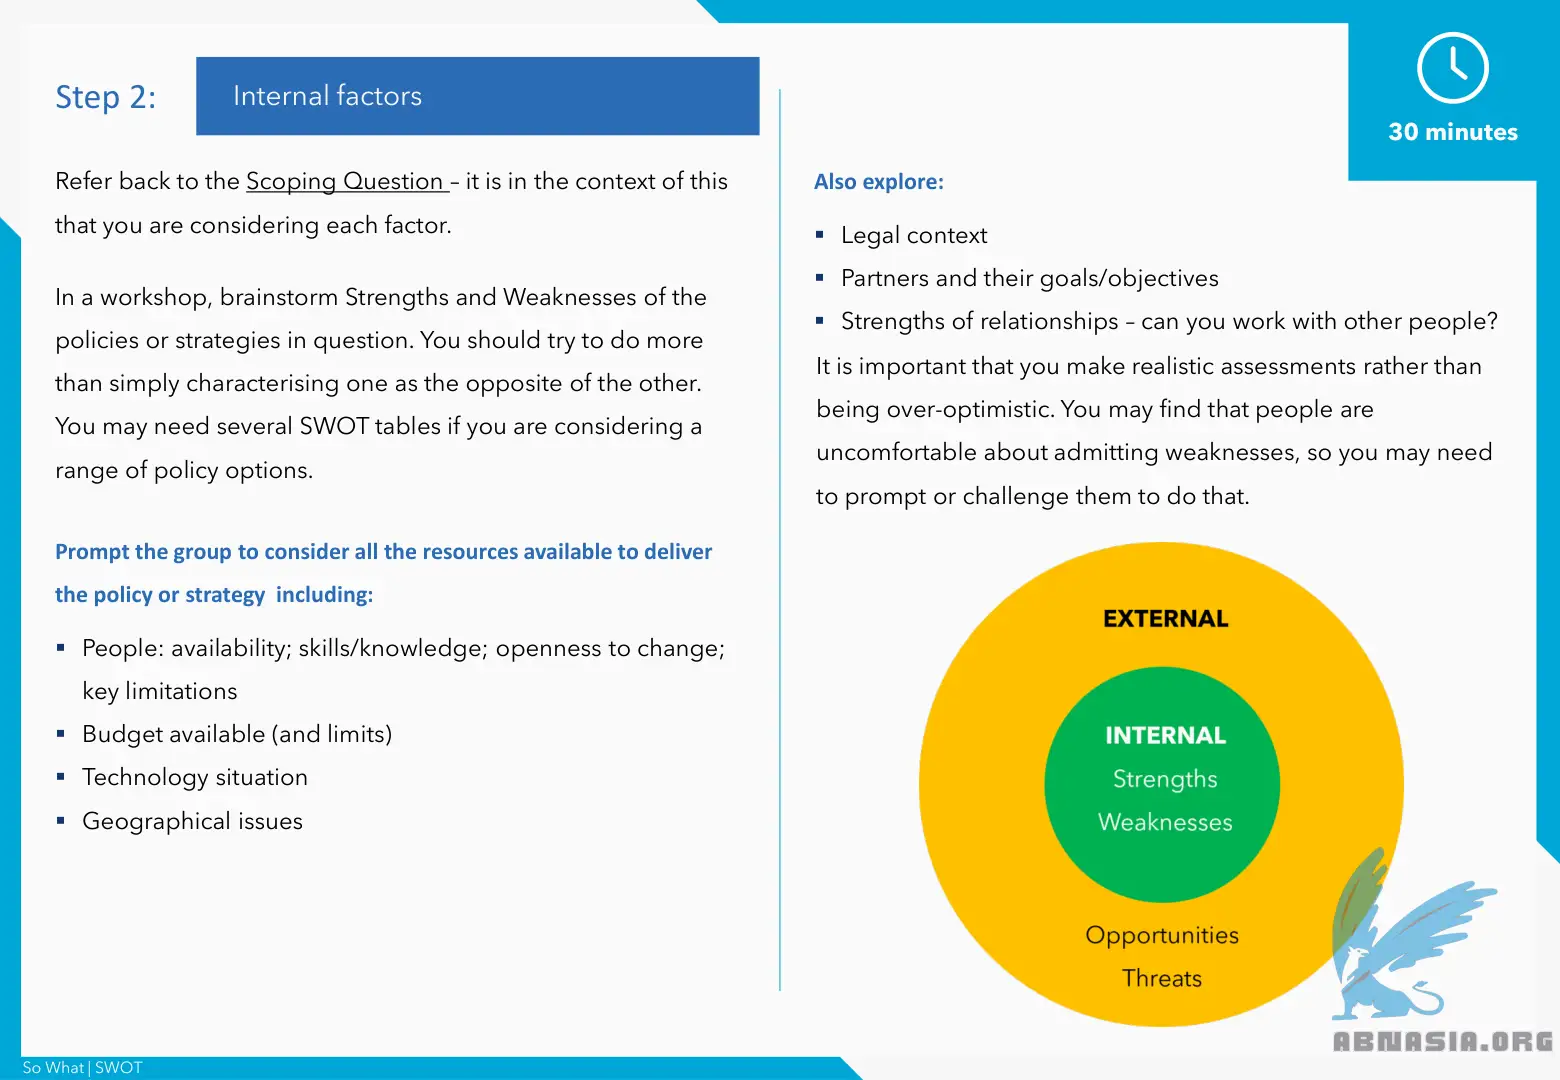 Step 2:
Internal factors
30 minutes
Refer back to the Scoping Question – it is in the context of this
that you are considering each factor.
In a workshop, brainstorm Strengths and Weaknesses of the
policies or strategies in question. You should try to do more
than simply characterising one as the opposite of the other.
You may need several SWOT tables if you are considering a
range of policy options.
Prompt the group to consider all the resources available to deliver
the policy or strategy  including:
▪ People: availability; skills/knowledge; openness to change;
key limitations
▪ Budget available (and limits)
▪ Technology situation
▪ Geographical issues
Also explore:
▪ Legal context
▪ Partners and their goals/objectives
▪ Strengths of relationships – can you work with other people?
It is important that you make realistic assessments rather than
being over-optimistic. You may find that people are
uncomfortable about admitting weaknesses, so you may need
to prompt or challenge them to do that.
EXTERNAL
INTERNAL
Strengths
Weaknesses
Opportunities
Threats
ABNASIA.ORG
So What | SWOT